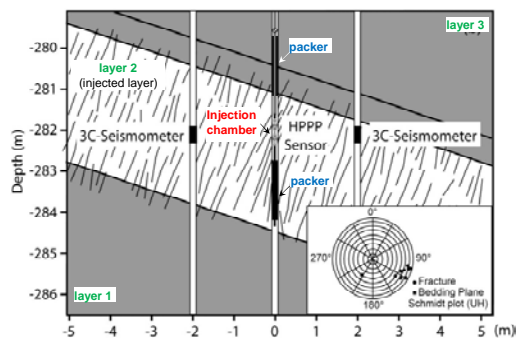 layer 3
-280
packer
layer 2
(injected layer)
-281
Injection
chamber
HPPP
Sensor
-282
3C-Seismometer
3C-Seismometer
Depth (m)
-283
packer
-284
0°
-285
270°
90°
Fracture
Bedding Plane
180°
Schmidt plot (UH)
-286
layer 1
-5 -4 -3 -2 -1 0 1 2 3 4 5 (m)